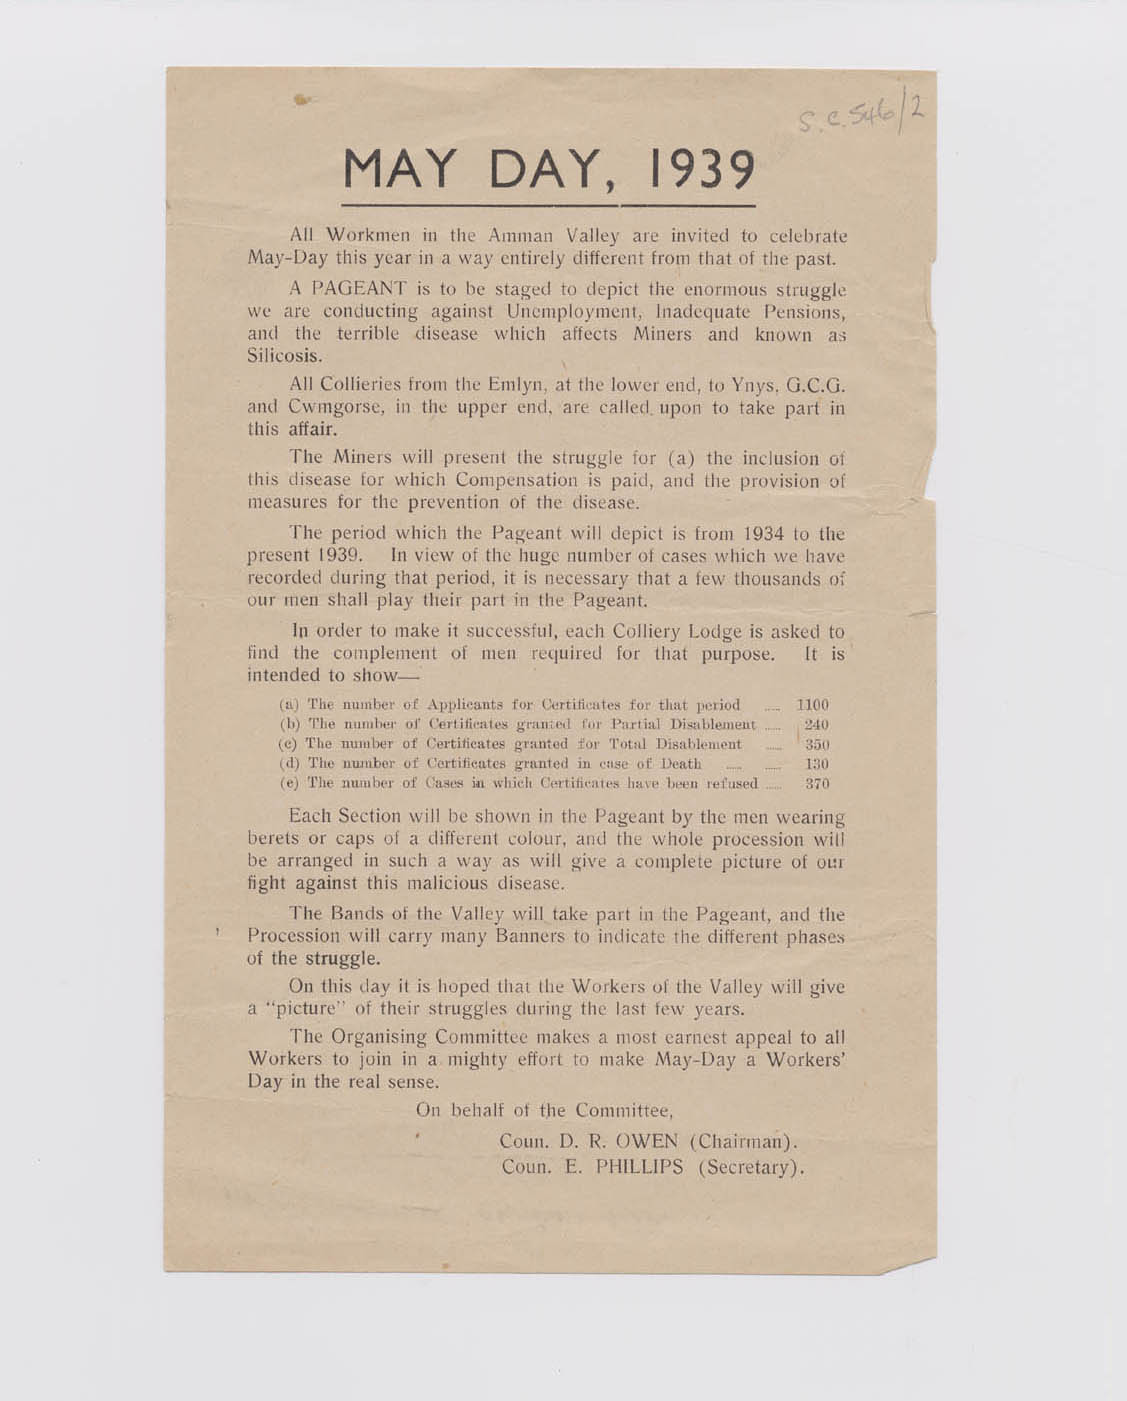 S.C.546/2
MAY DAY, 1939
All Workmen in the Amman Valley are invited to celebrate
May-Day this year in a way entirely different from that of the past.
A PAGEANT is to be staged to depict the enormous struggle
we are conducting against Unemployment, Inadequate Pensions,
and the terrible disease which affects Miners and known as
Silicosis.
All Collieries from the Emlyn, at the lower end, to Ynys, G.C.G.
and Cwmgorse, in the upper end, are called upon to take part in
this affair.
The Miners will present the struggle for (a) the inclusion of
this disease for which Compensation is paid, and the provision of
measures for the prevention of the disease.
The period which the Pageant will depict is from 1934 to the
present 1939. In view of the huge number of cases which we have
recorded during that period, it is necessary that a few thousands of
our men shall play their part in the Pageant.
In order to make it successful, each Colliery Lodge is asked to
find the complement of men required for that purpose. It is
intended to show—
(a) The number of Applicants for Certificates for that period ..... 1100
(b) The number of Certificates granted for Partial Disablement ..... 240
(c) The number of Certificates granted for Total Disablement ..... 350
(d) The number of Certificates granted in case of Death ..... ..... 130
(e) The number of Cases in which Certificates have been refused ..... 370
Each Section will be shown in the Pageant by the men wearing
berets or caps of a different colour, and the whole procession will
be arranged in such a way as will give a complete picture of our
fight against this malicious disease.
The Bands of the Valley will take part in the Pageant, and the
Procession will carry many Banners to indicate the different phases
of the struggle.
On this day it is hoped that the Workers of the Valley will give
a "picture" of their struggles during the last few years.
The Organising Committee makes a most earnest appeal to all
Workers to join in a mighty effort to make May-Day a Workers'
Day in the real sense.
On behalf of the Committee,
Coun. D. R. OWEN (Chairman).
Coun. E. PHILLIPS (Secretary).